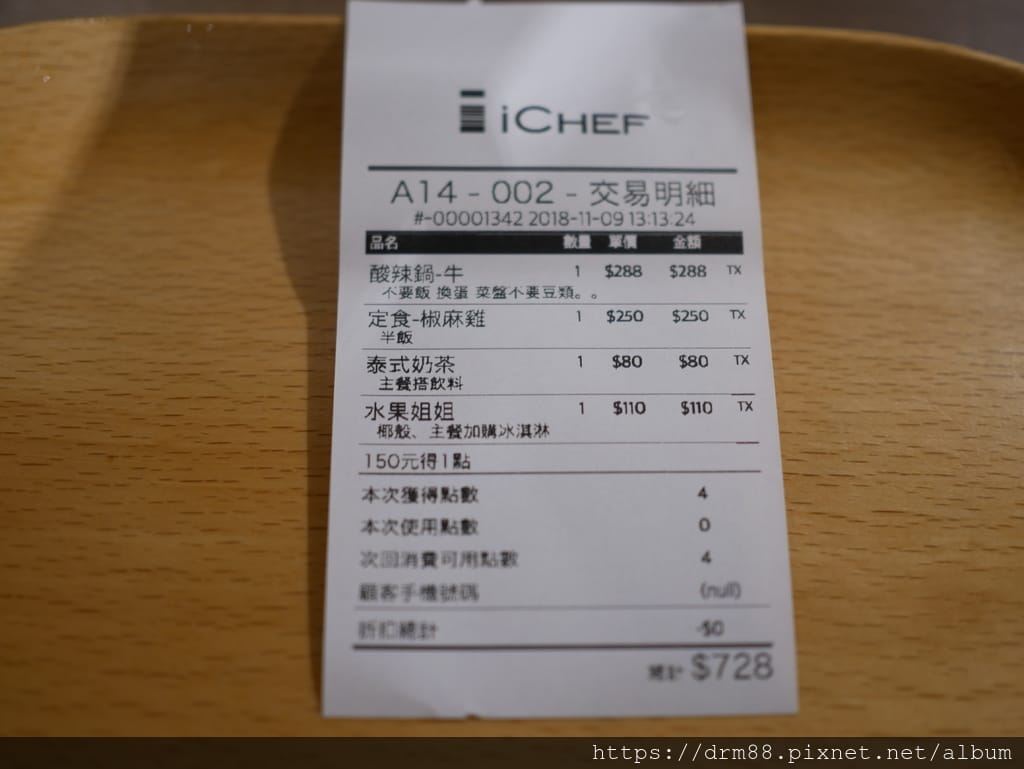 iCHEF
A14 - 002 - 交易明細
#-00001342 2018-11-09 13:13:24
品名 數量 單價 金額
酸辣鍋-牛 1 $288 $288 TX
不要飯 換蛋 菜盤不要豆類。。
定食-椒麻雞 1 $250 $250 TX
半飯
泰式奶茶 1 $80 $80 TX
主餐搭飲料
水果姐姐 1 $110 $110 TX
椰殼、主餐加購冰淇淋
150元得1點
本次獲得點數 4
本次使用點數 0
次回消費可用點數 4
顧客手機號碼 (null)
折扣總計 -$0
總計 $728
https://drm88.pixnet.net/album